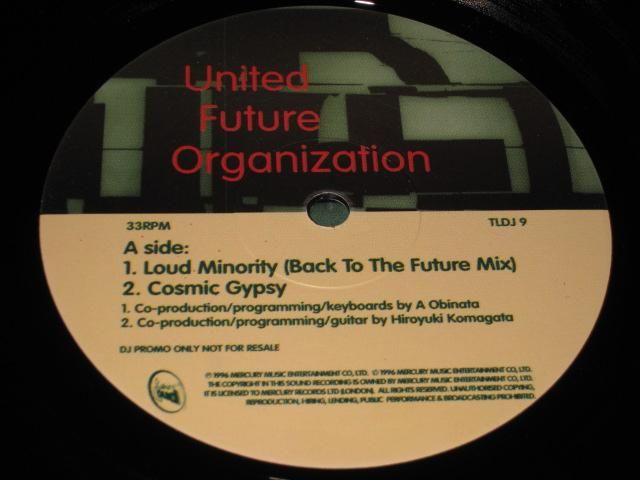 United
Future
Organization
33RPM
TLDJ 9
A side:
1. Loud Minority (Back To The Future Mix)
2. Cosmic Gypsy
1. Co-production/programming/keyboards by A Obinata
2. Co-production/programming/guitar by Hiroyuki Komagata
DJ PROMO ONLY NOT FOR RESALE
℗ 1996 MERCURY MUSIC ENTERTAINMENT CO, LTD. © 1996 MERCURY MUSIC ENTERTAINMENT CO, LTD.
THE COPYRIGHT IN THIS SOUND RECORDING IS OWNED BY MERCURY MUSIC ENTERTAINMENT CO, LTD.
IT IS LICENSED TO MERCURY RECORDS LTD (LONDON). ALL RIGHTS RESERVED. UNAUTHORISED COPYING,
REPRODUCTION, HIRING, LENDING, PUBLIC PERFORMANCE & BROADCASTING PROHIBITED.